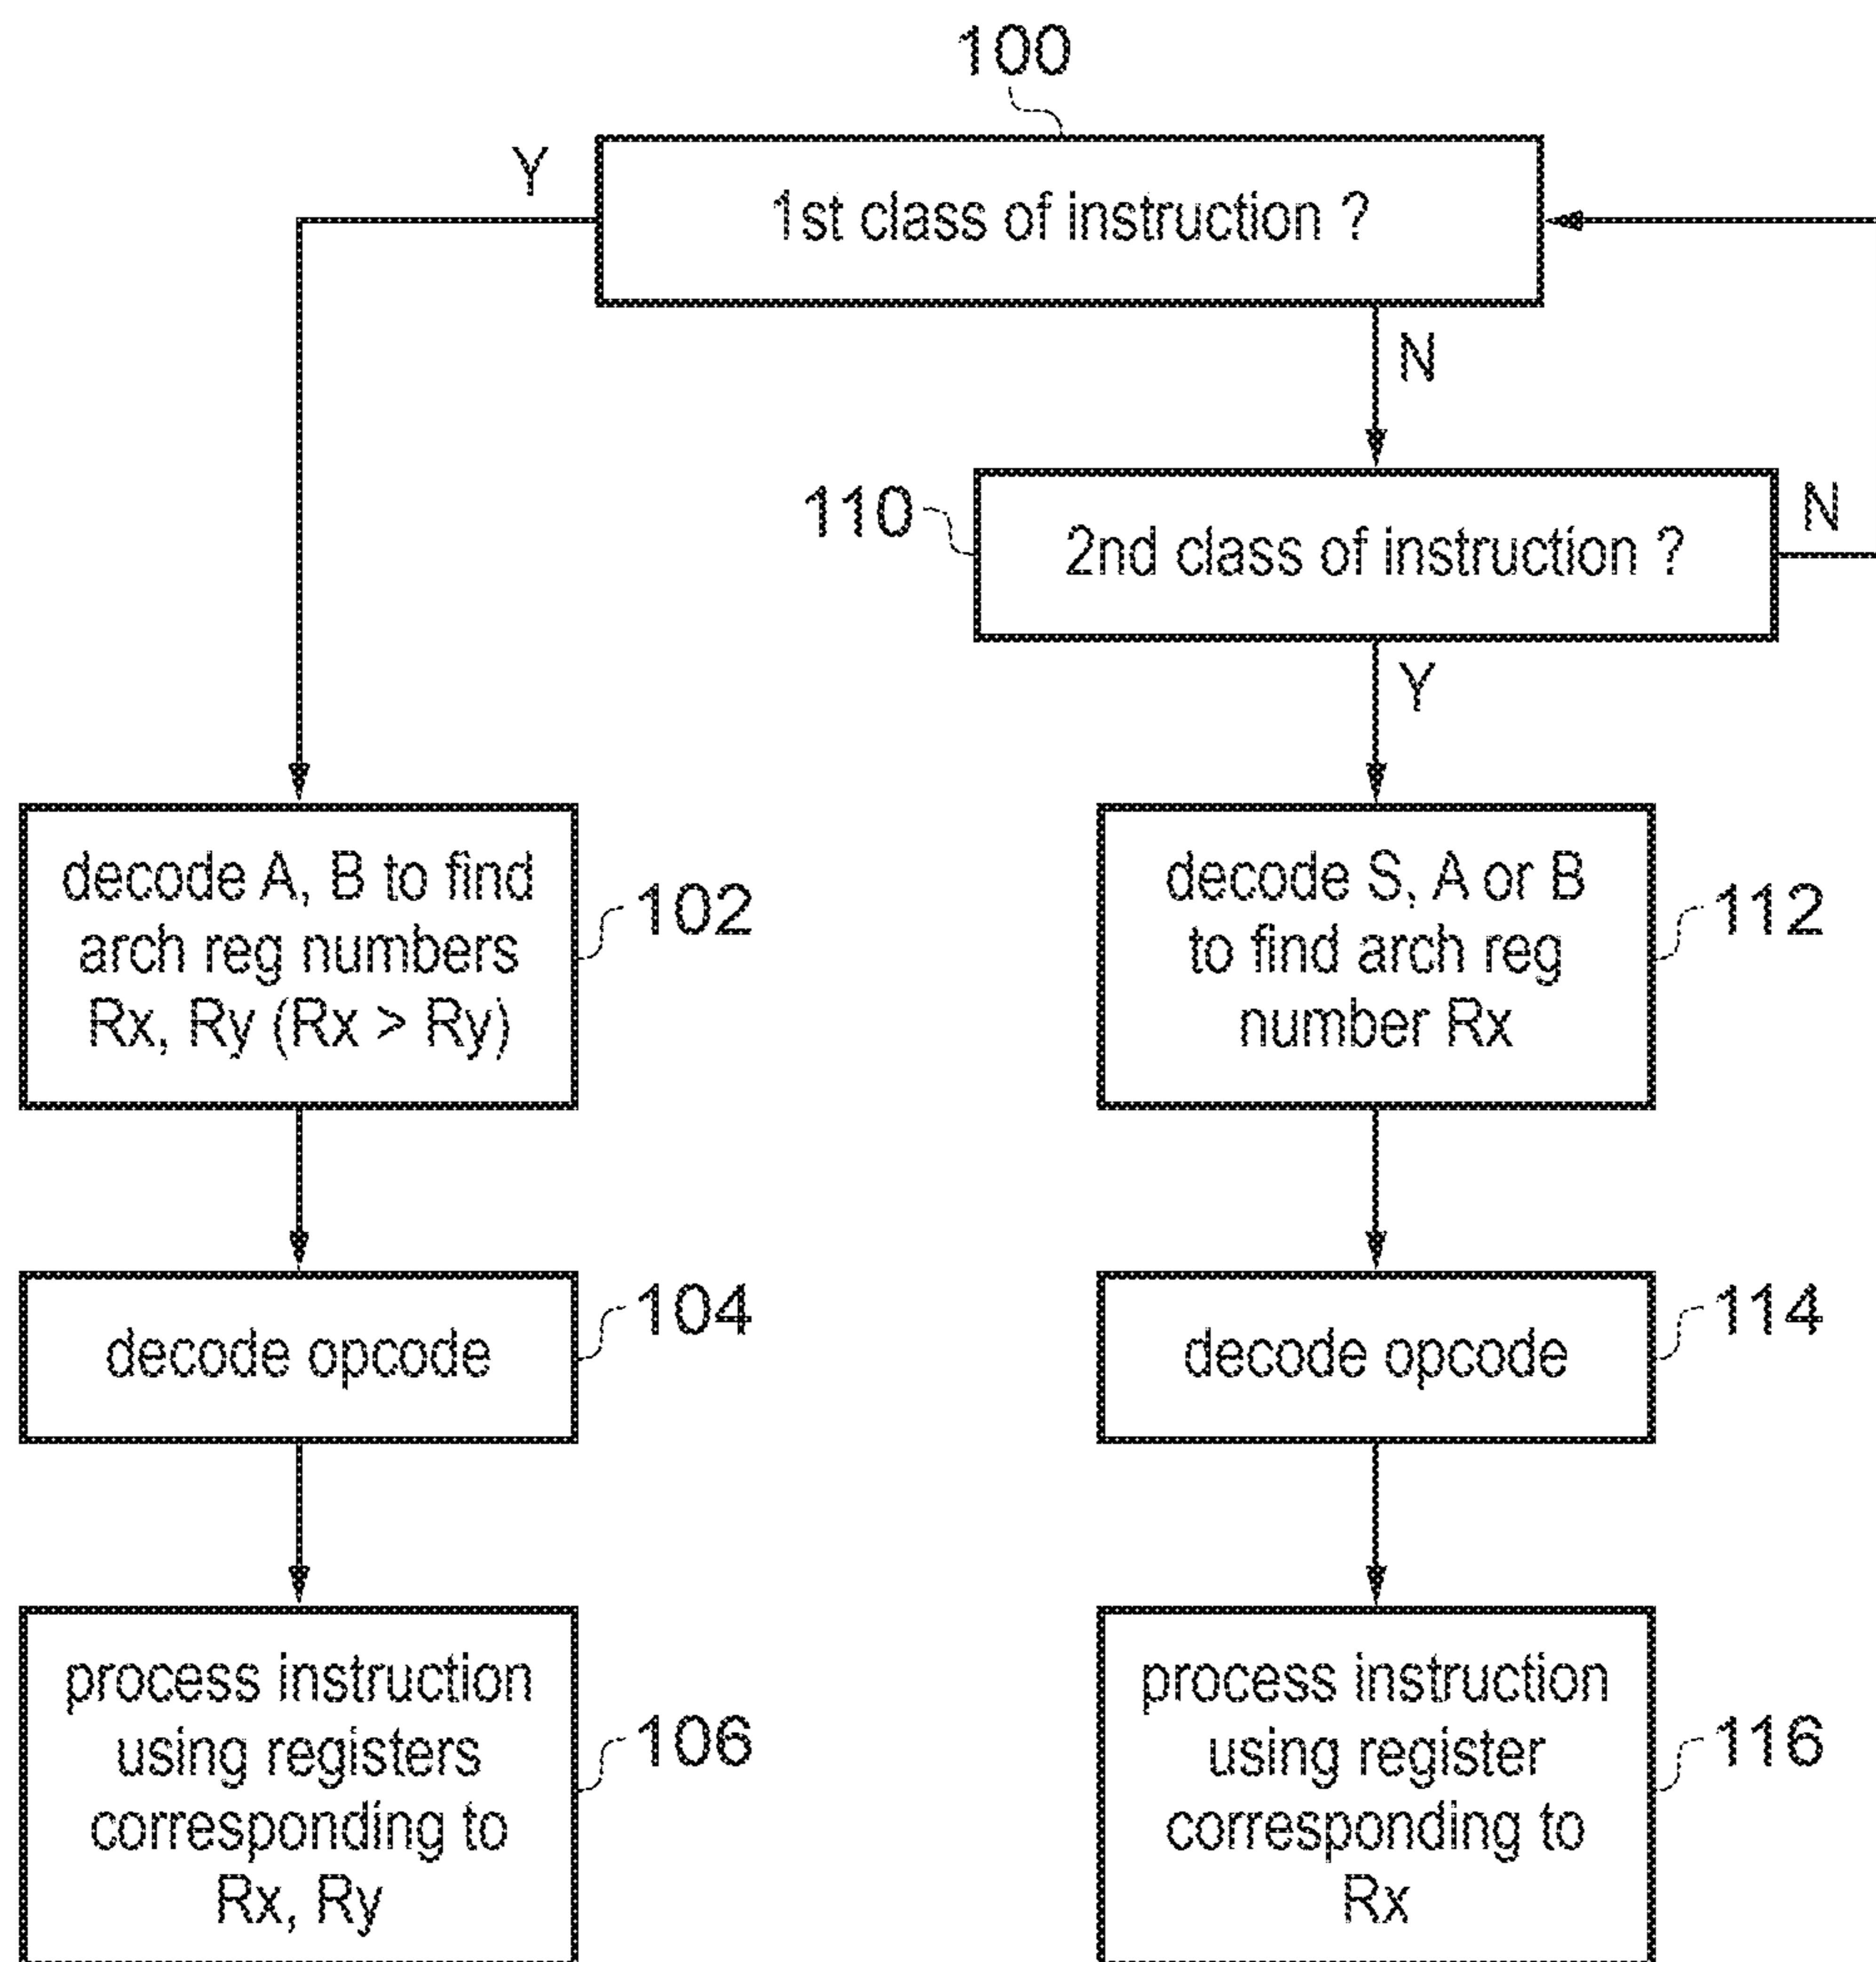 100
Y
1st class of instruction ?
N
110
2nd class of instruction ?
N
Y
decode A, B to find
arch reg numbers
Rx, Ry (Rx > Ry)
102
decode S, A or B
to find arch reg
number Rx
112
decode opcode
104
decode opcode
114
process instruction
using registers
corresponding to
Rx, Ry
106
process instruction
using register
corresponding to
Rx
116